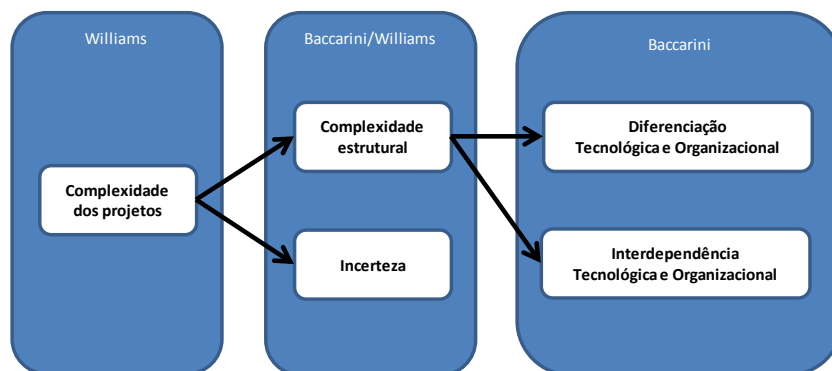 Williams
Complexidade
dos projetos
Baccarini/Williams
Complexidade
estrutural
Incerteza
Baccarini
Diferenciação
Tecnológica e Organizacional
Interdependência
Tecnológica e Organizacional